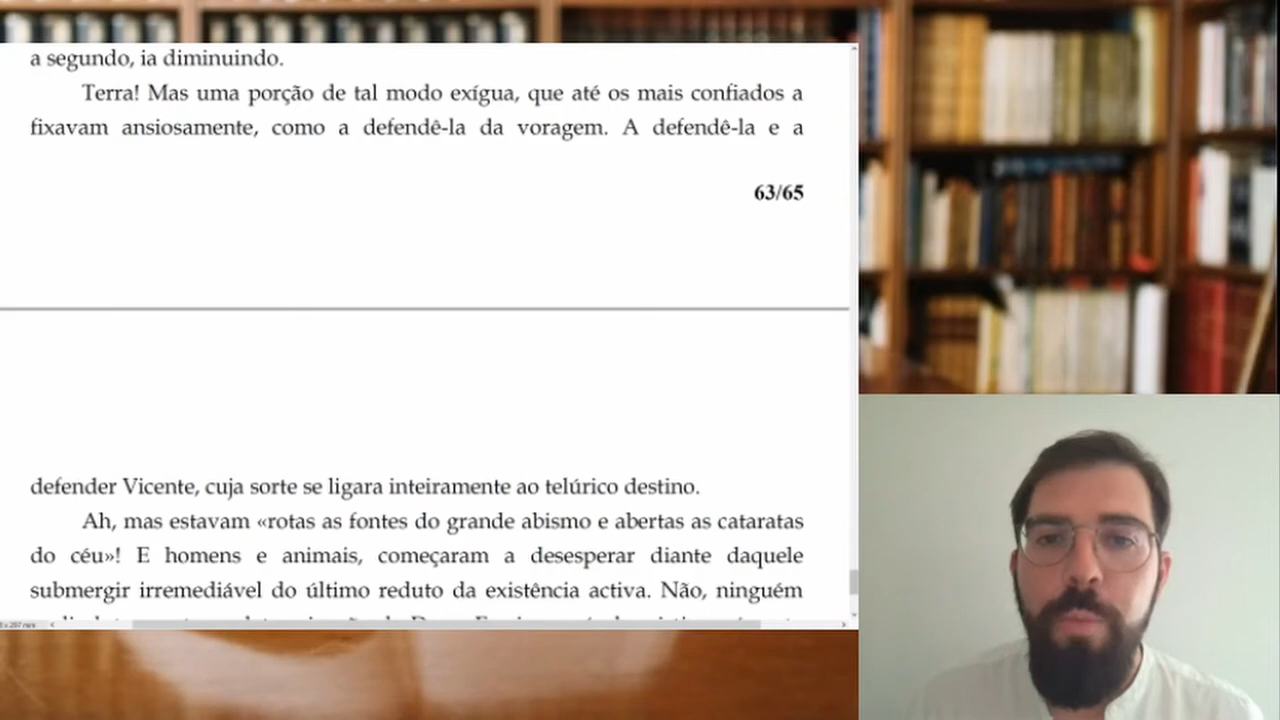 a segundo, ia diminuindo.
Terra! Mas uma porção de tal modo exígua, que até os mais confiados a
fixavam ansiosamente, como a defendê-la da voragem. A defendê-la e a
63/65
defender Vicente, cuja sorte se ligara inteiramente ao telúrico destino.
Ah, mas estavam «rotas as fontes do grande abismo e abertas as cataratas
do céu»! E homens e animais, começaram a desesperar diante daquele
submergir irremediável do último reduto da existência activa. Não, ninguém